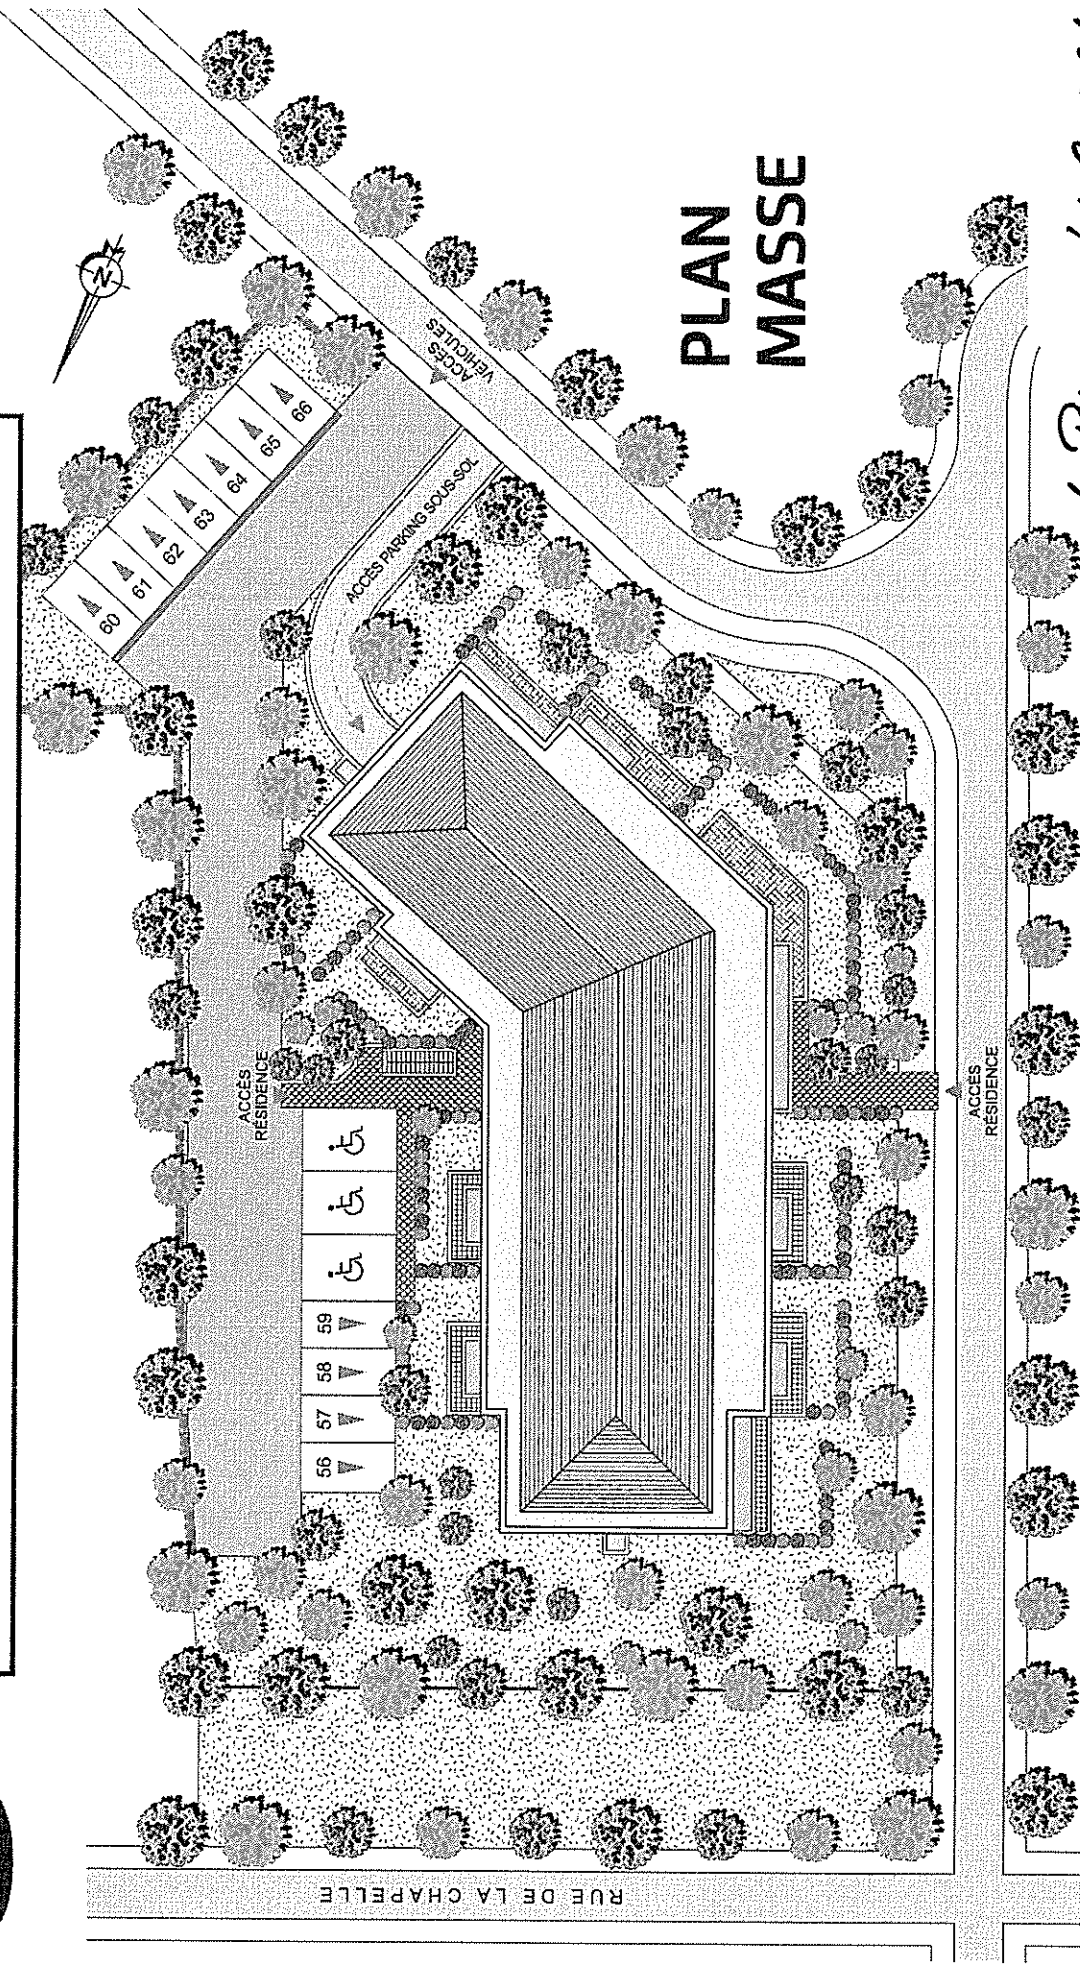 PLAN
MASSE
N
ACCÈS
VÉHICULES
ACCÈS PARKING SOUS-SOL
60
61
62
63
64
65
66
ACCÈS
RÉSIDENCE
59
58
57
56
ACCÈS
RÉSIDENCE
RUE DE LA CHAPELLE